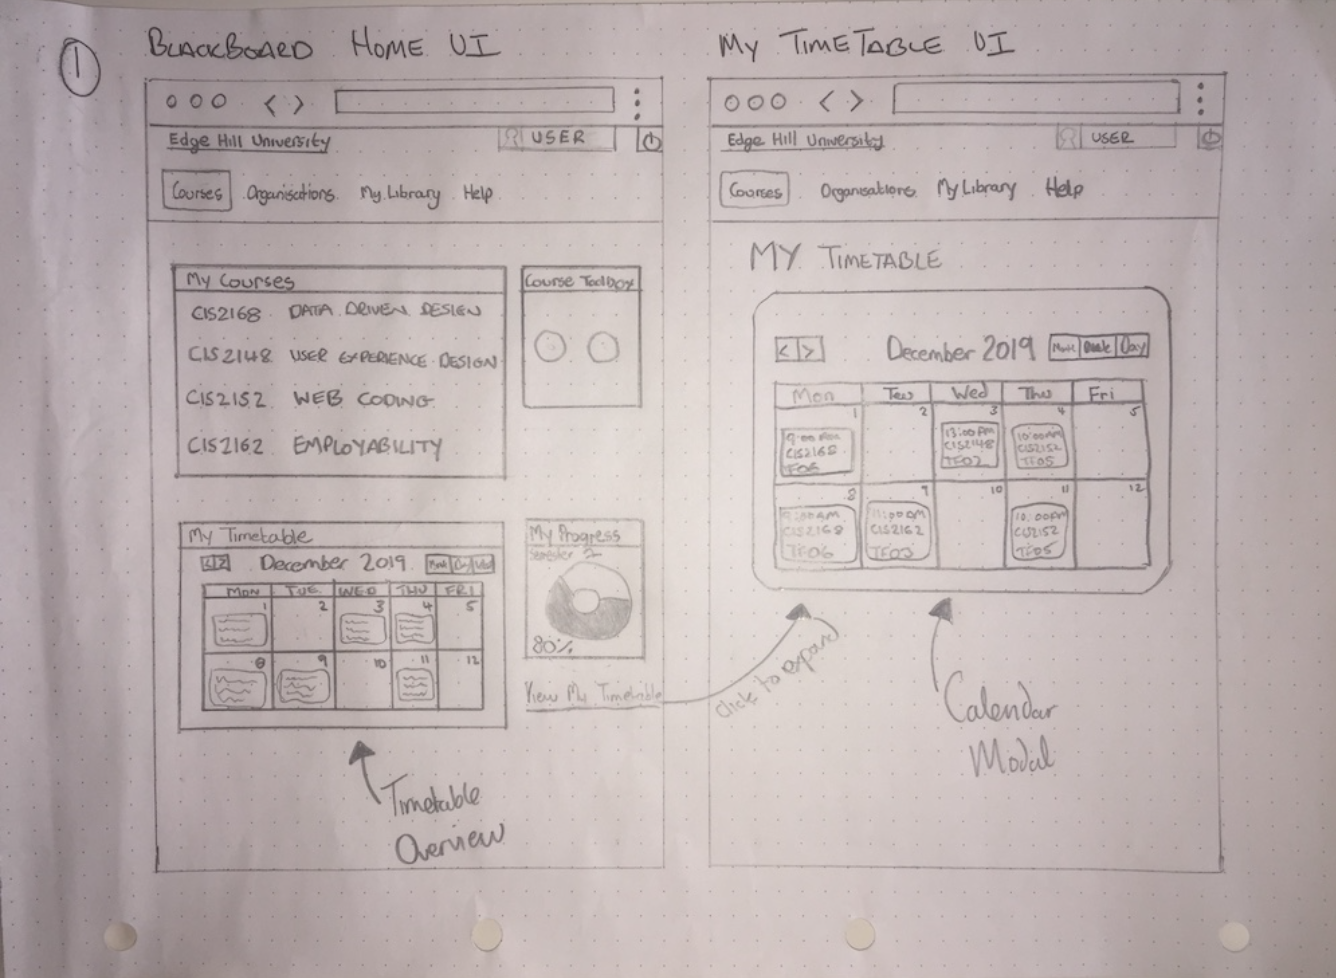 1
BLACKBOARD HOME UI
Edge Hill University
USER
Courses Organisations My Library Help
My Courses
CIS2168 DATA DRIVEN DESIGN
CIS2148 USER EXPERIENCE DESIGN
CIS2152 WEB CODING
CIS2162 EMPLOYABILITY
Course Toolbox
My Timetable
< > December 2019
MON TUE WED THU FRI
1 2 3 4 5
8 9 10 11 12
My Progress
Semester 2
80%
View My Timetable
click to expand
Timetable
Overview
MY TIMETABLE UI
Edge Hill University
USER
Courses Organisations My Library Help
MY TIMETABLE
< > December 2019 Day
Mon Tue Wed Thu Fri
1 2 3 4 5
9:00 AM 13:00 PM 10:00AM
CIS2168 CIS2148 CIS2152
TF02 TF05
8 9 10 11 12
9:00AM 11:00AM 10:00AM
CIS2168 CIS2162 CIS2152
TF06 TF03 TF05
Calendar
Modal